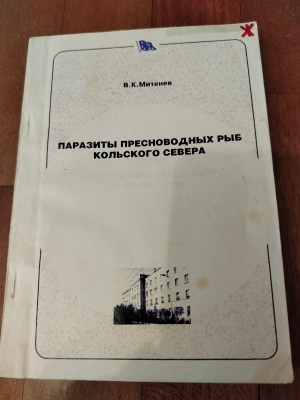 Ж
В.К.Митенев
ПАРАЗИТЫ ПРЕСНОВОДНЫХ РЫБ
КОЛЬСКОГО СЕВЕРА